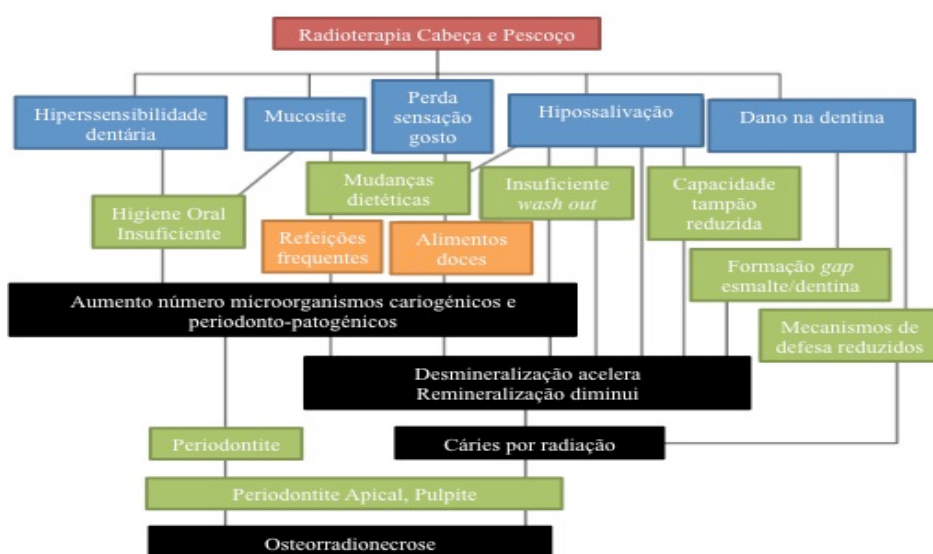 Radioterapia Cabeça e Pescoço
Hiperssensibilidade
dentária
Mucosite
Perda
sensação
gosto
Hipossalivação
Dano na dentina
Higiene Oral
Insuficiente
Mudanças
dietéticas
Insuficiente
wash out
Capacidade
tampão
reduzida
Refeições
frequentes
Alimentos
doces
Formação gap
esmalte/dentina
Aumento número microorganismos cariogénicos e
periodonto-patogénicos
Mecanismos de
defesa reduzidos
Desmineralização acelera
Remineralização diminui
Periodontite
Cáries por radiação
Periodontite Apical, Pulpite
Osteorradionecrose